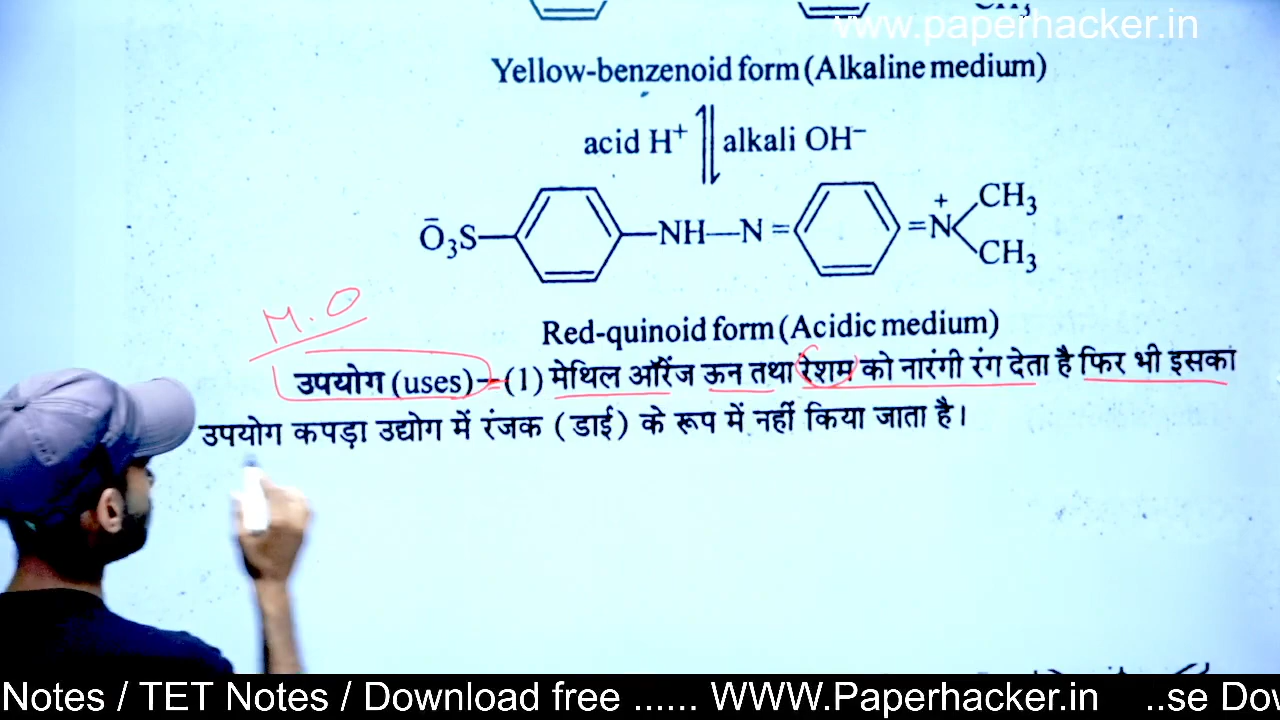 www.paperhacker.in
Yellow-benzenoid form (Alkaline medium)
acid H⁺ alkali OH⁻
Ō₃S—NH—N = =N⁺ CH₃ CH₃
M.O
Red-quinoid form (Acidic medium)
उपयोग (uses)—(1) मेथिल ऑरेंज ऊन तथा रेशम को नारंगी रंग देता है फिर भी इसका
उपयोग कपड़ा उद्योग में रंजक (डाई) के रूप में नहीं किया जाता है।
Notes / TET Notes / Download free ...... WWW.Paperhacker.in ..se Dow